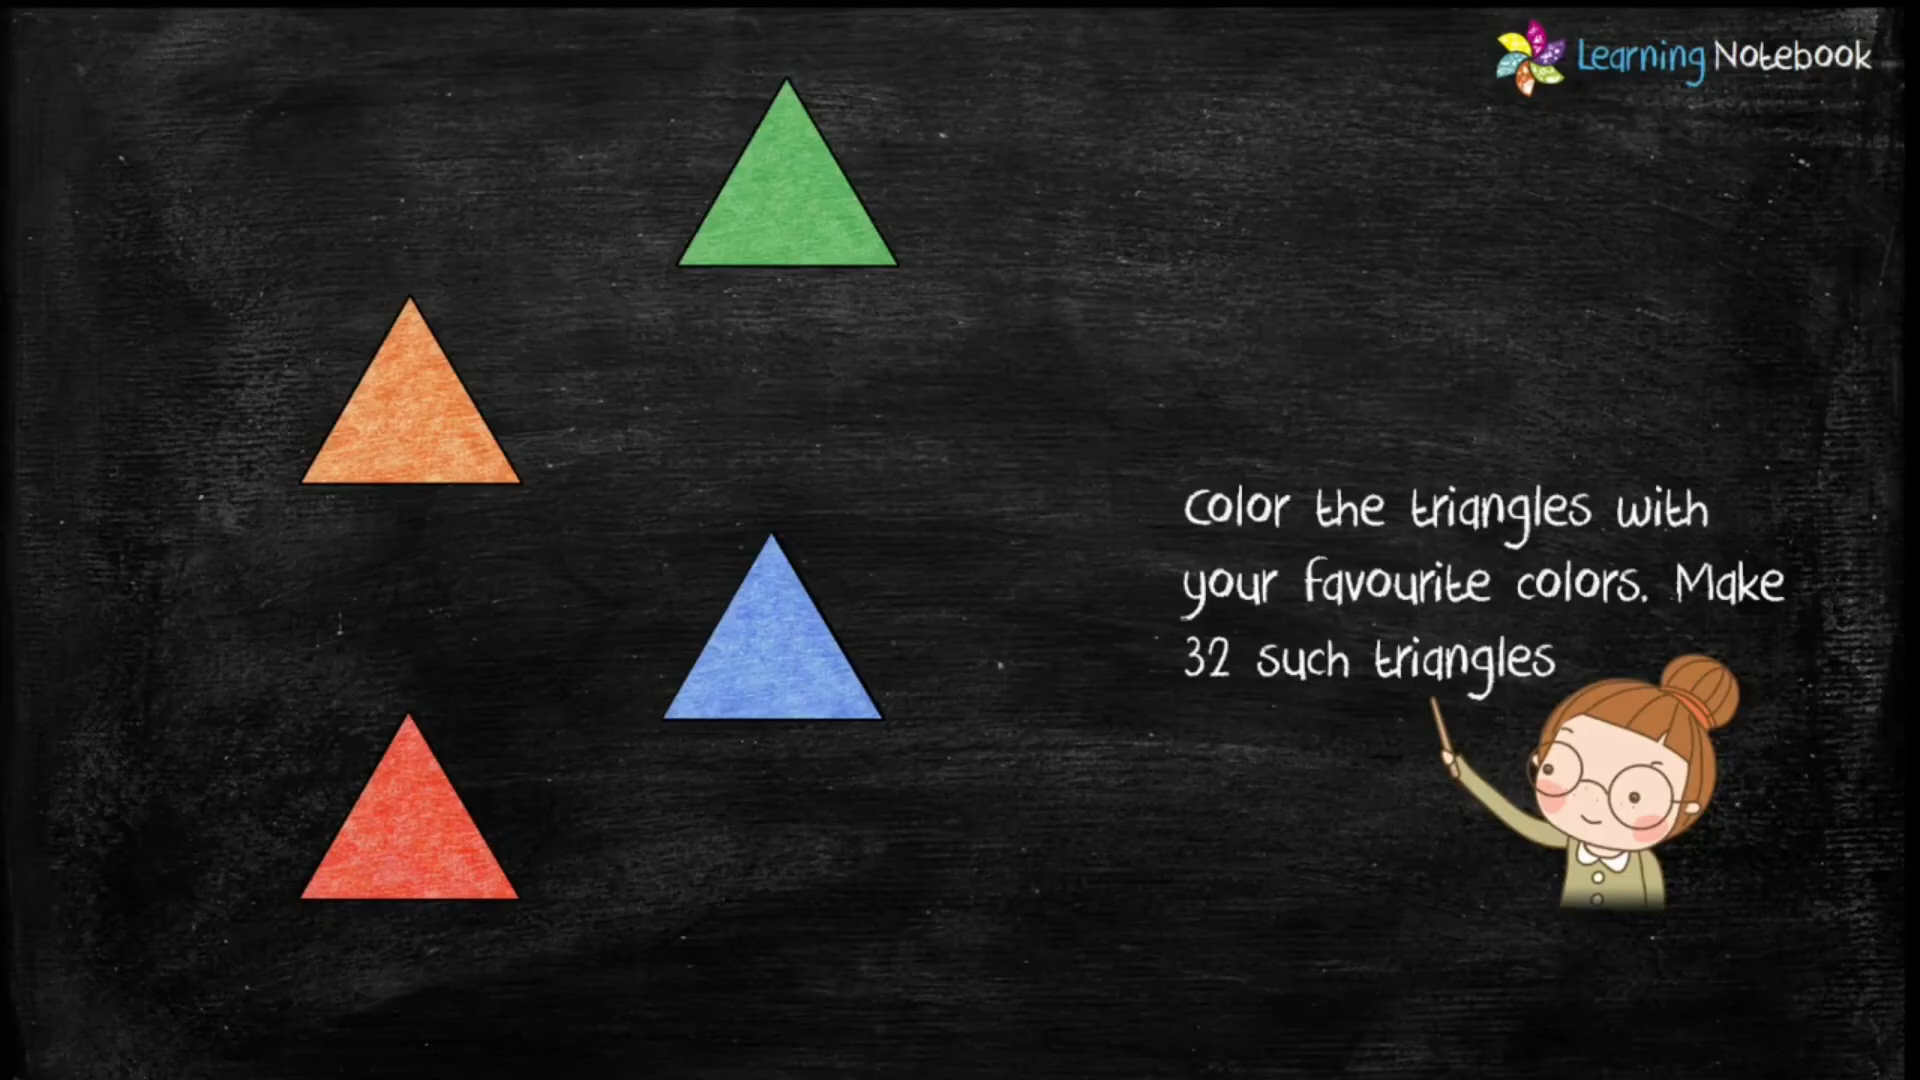 Learning Notebook
Color the triangles with
your favourite colors. Make
32 such triangles